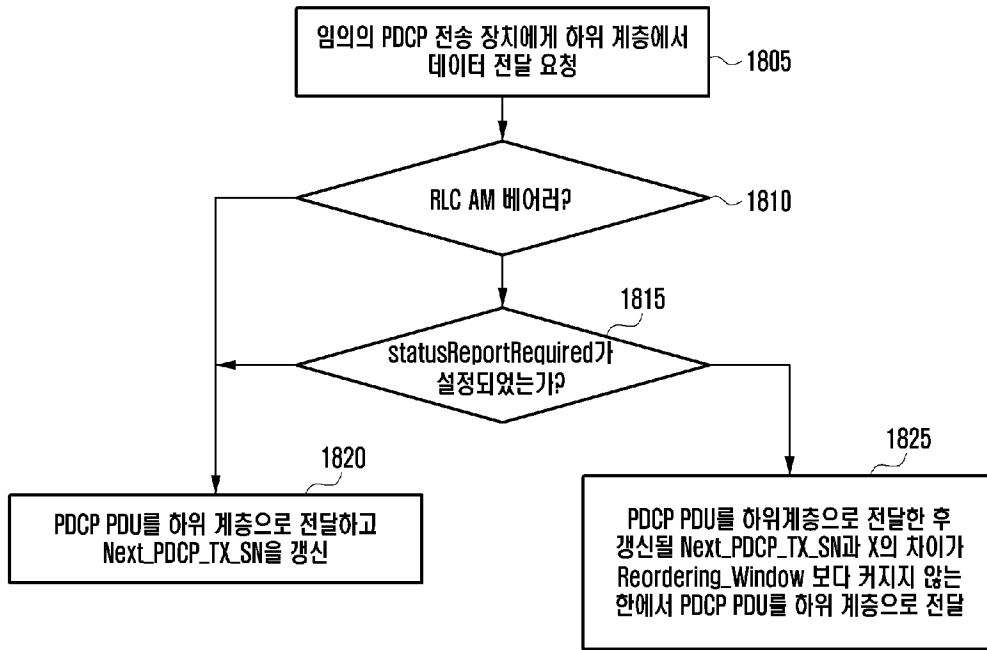 임의의 PDCP 전송 장치에게 하위 계층에서
데이터 전달 요청
1805
RLC AM 베어러?
1810
1815
statusReportRequired가
설정되었는가?
1820
PDCP PDU를 하위 계층으로 전달하고
Next_PDCP_TX_SN을 갱신
1825
PDCP PDU를 하위계층으로 전달한 후
갱신될 Next_PDCP_TX_SN과 X의 차이가
Reordering_Window 보다 커지지 않는
한에서 PDCP PDU를 하위 계층으로 전달